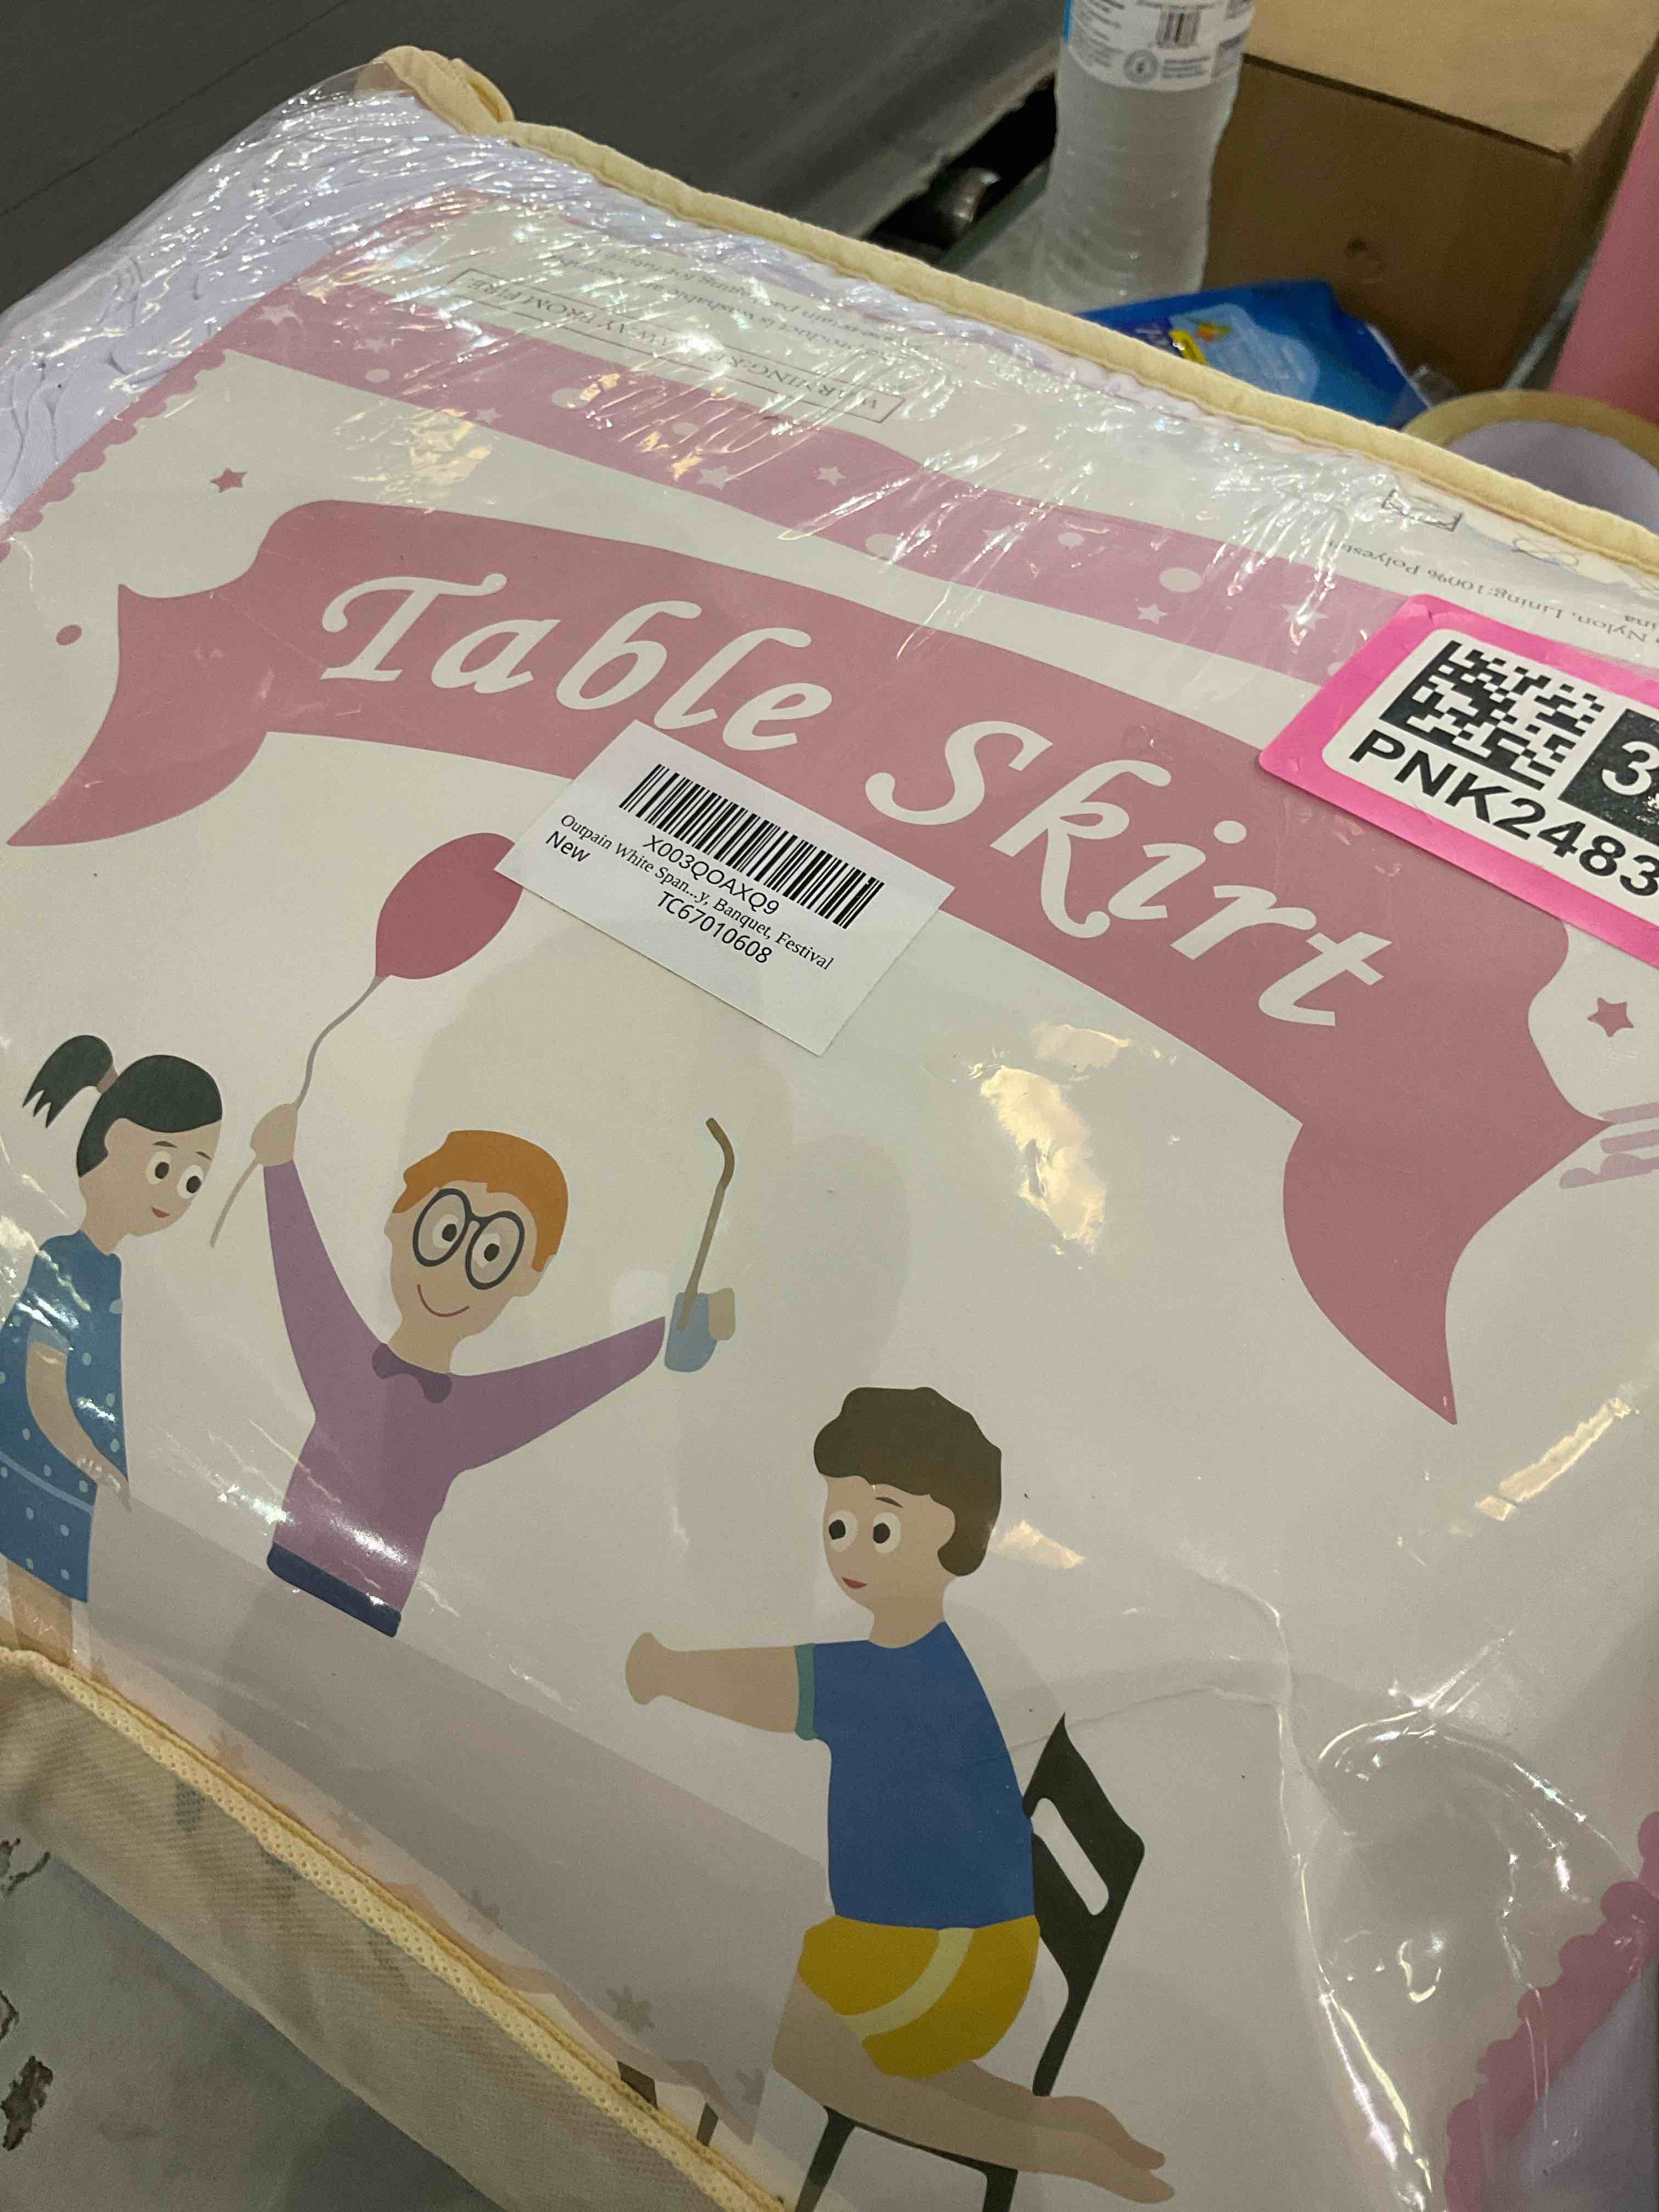 WARNING:KEEP AWAY FROM FIRE
Nylon, Lining:100% Polyester
Table Skirt
X003QOAXQ9
Outpain White Span...y, Banquet, Festival
New
TC67010608
PNK2483